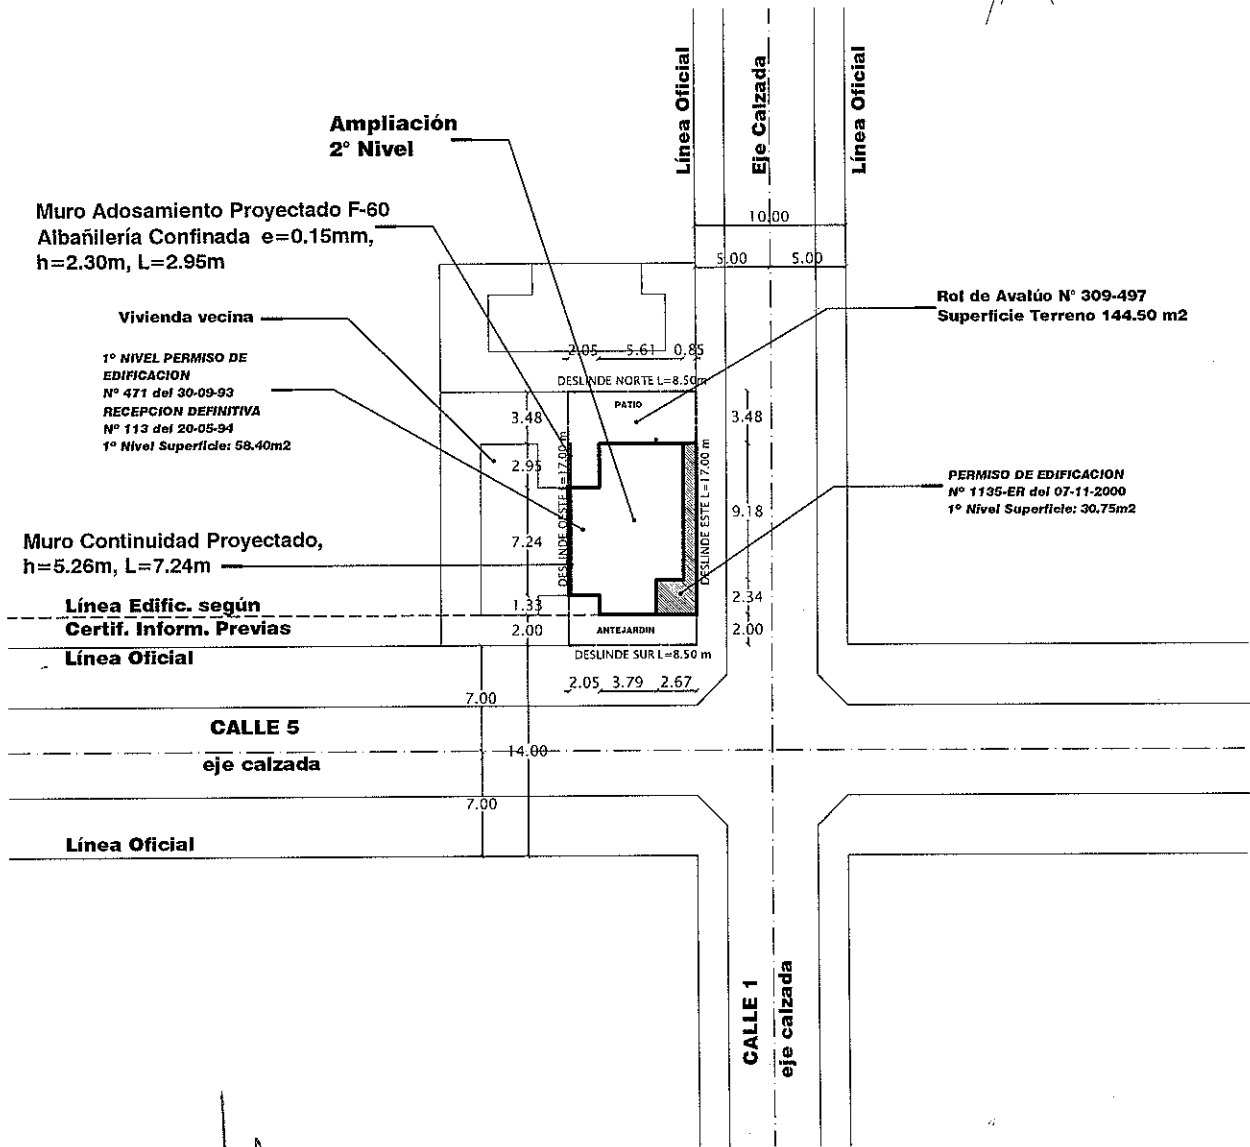 Línea Oficial
Eje Calzada
Línea Oficial
Ampliación
2° Nivel
10.00
5.00 5.00
Muro Adosamiento Proyectado F-60
Albañilería Confinada e=0.15mm,
h=2.30m, L=2.95m
Rol de Avalúo N° 309-497
Superficie Terreno 144.50 m2
Vivienda vecina
2.05 5.61 0.85
1° NIVEL PERMISO DE
EDIFICACION
N° 471 del 30-09-93
RECEPCION DEFINITIVA
N° 113 del 20-05-94
1° Nivel Superficie: 58.40m2
DESLINDE NORTE L=8.50m
PATIO
3.48
3.48
2.95
DESLINDE OESTE L=17.00 m
DESLINDE ESTE L=17.00 m
PERMISO DE EDIFICACION
N° 1135-ER del 07-11-2000
1° Nivel Superficie: 30.75m2
9.18
7.24
Muro Continuidad Proyectado,
h=5.26m, L=7.24m
Línea Edific. según
Certif. Inform. Previas
1.33
2.34
2.00
ANTEJARDIN
2.00
Línea Oficial
DESLINDE SUR L=8.50 m
2.05 3.79 2.67
7.00
CALLE 5
eje calzada
14.00
7.00
Línea Oficial
CALLE 1
eje calzada